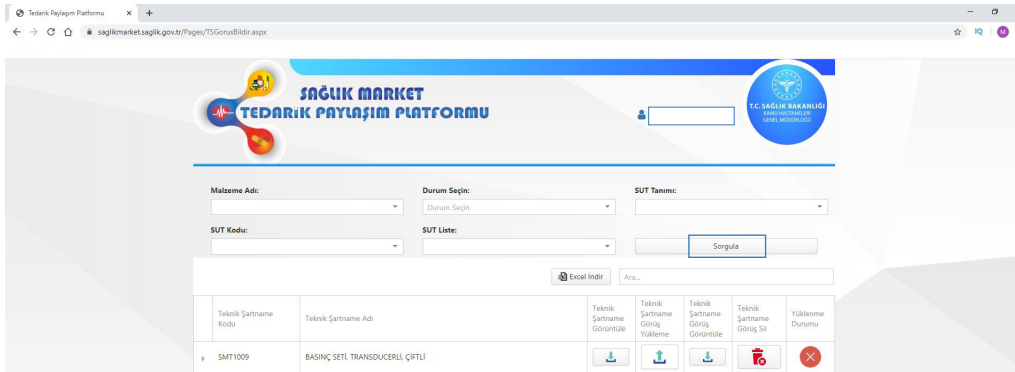 Tedarik Paylaşım Platformu
saglikmarket.saglik.gov.tr/Pages/TSGorusBildir.aspx
IQ
M
SAĞLIK MARKET
TEDARİK PAYLAŞIM PLATFORMU
T.C. SAĞLIK BAKANLIĞI
KAMU HASTANELERİ
GENEL MÜDÜRLÜĞÜ
Malzeme Adı:
Durum Seçin:
SUT Tanımı:
Durum Seçin
SUT Kodu:
SUT Liste:
Sorgula
Excel İndir
Ara...
Teknik Şartname
Kodu
Teknik Şartname Adı
Teknik
Şartname
Görüntüle
Teknik
Şartname
Görüş
Yükleme
Teknik
Şartname
Görüş
Görüntüle
Teknik
Şartname
Görüş Sil
Yüklenme
Durumu
SMT1009
BASINÇ SETİ. TRANSDUCERLİ. ÇİFTLİ